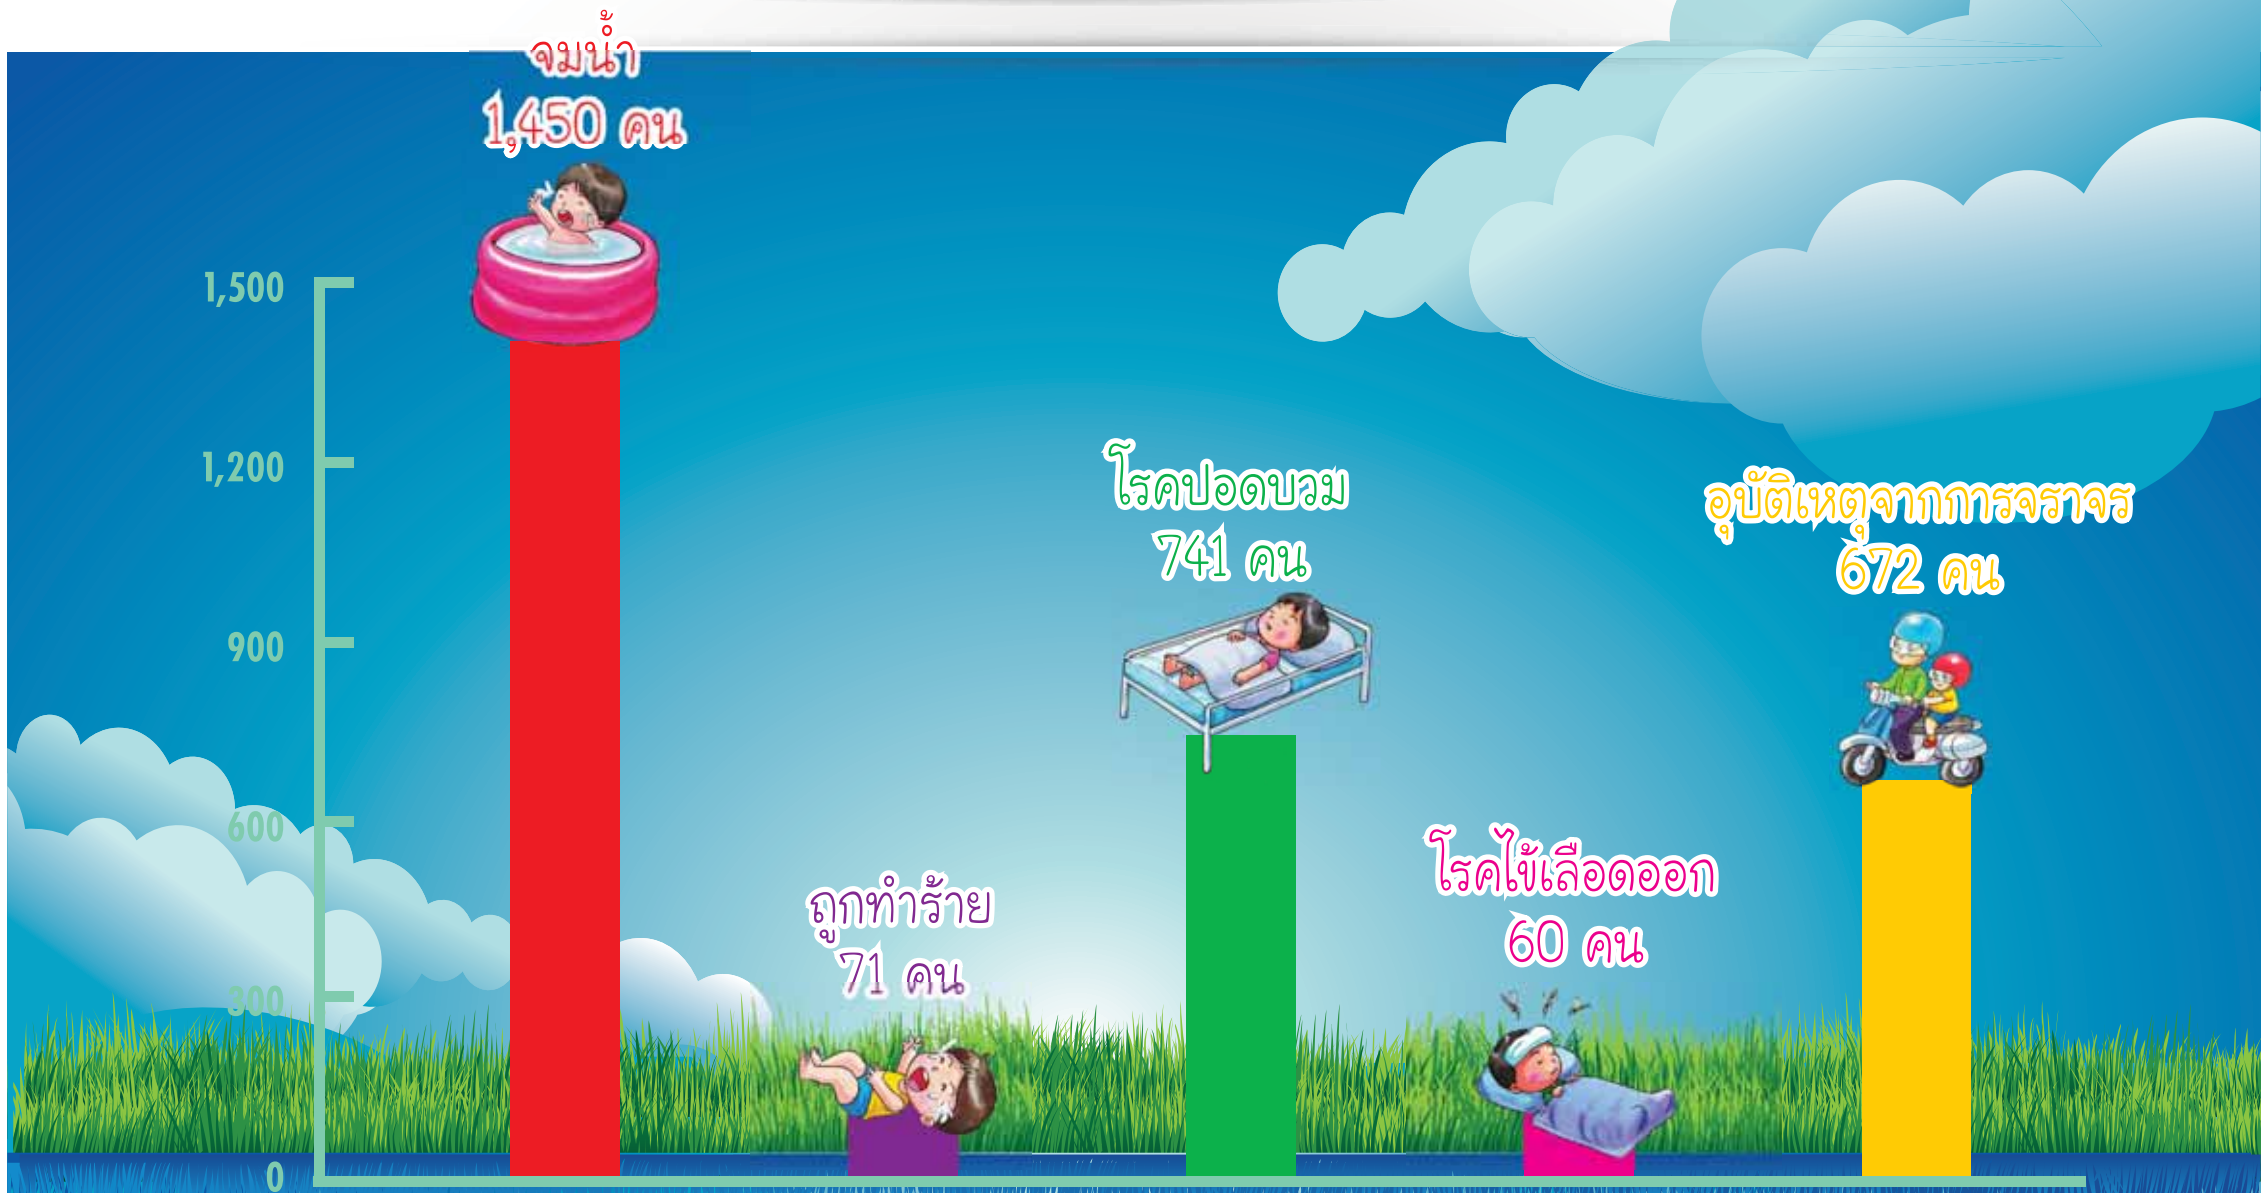 จมน้ำ
1,450 คน
1,500
1,200
900
600
300
0
ถูกทำร้าย
71 คน
โรคปอดบวม
741 คน
โรคไข้เลือดออก
60 คน
อุบัติเหตุจากการจราจร
672 คน